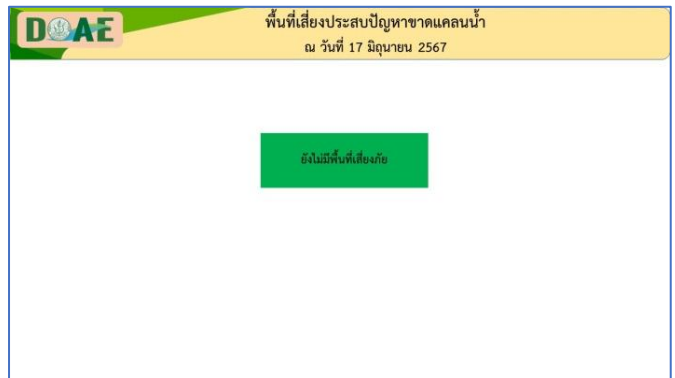 DOAE
พื้นที่เสี่ยงประสบปัญหาขาดแคลนน้ำ
ณ วันที่ 17 มิถุนายน 2567
ยังไม่มีพื้นที่เสี่ยงภัย